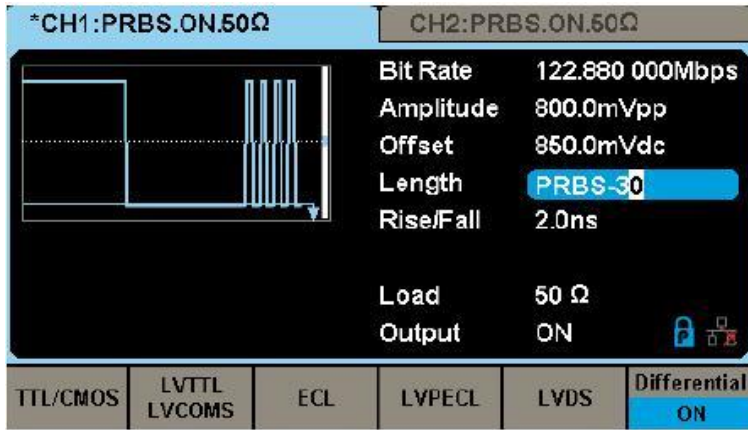 *CH1:PRBS.ON.50Ω
CH2:PRBS.ON.50Ω
Bit Rate 122.880 000Mbps
Amplitude 800.0mVpp
Offset 850.0mVdc
Length PRBS-30
Rise/Fall 2.0ns
Load 50 Ω
Output ON
TTL/CMOS
LVTTL
LVCOMS
ECL
LVPECL
LVDS
Differential
ON